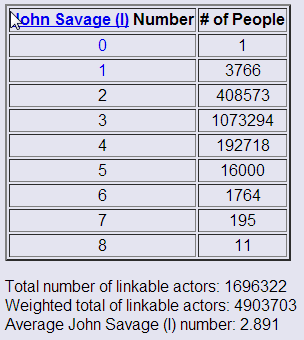 John Savage (I) Number # of People
0 1
1 3766
2 408573
3 1073294
4 192718
5 16000
6 1764
7 195
8 11
Total number of linkable actors: 1696322
Weighted total of linkable actors: 4903703
Average John Savage (I) number: 2.891